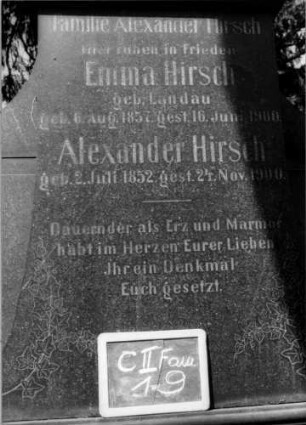 Familie Alexander Hirsch
Hier ruhen in Frieden
Emma Hirsch
geb. Landau
geb. 6. Aug. 1857. gest. 16. Juni 1900.
Alexander Hirsch
geb. 2. Juli 1852. gest. 24. Nov. 1900.
Dauernder als Erz und Marmor
habt im Herzen Eurer Lieben
Ihr ein Denkmal
Euch gesetzt.
C II Fam
1-9